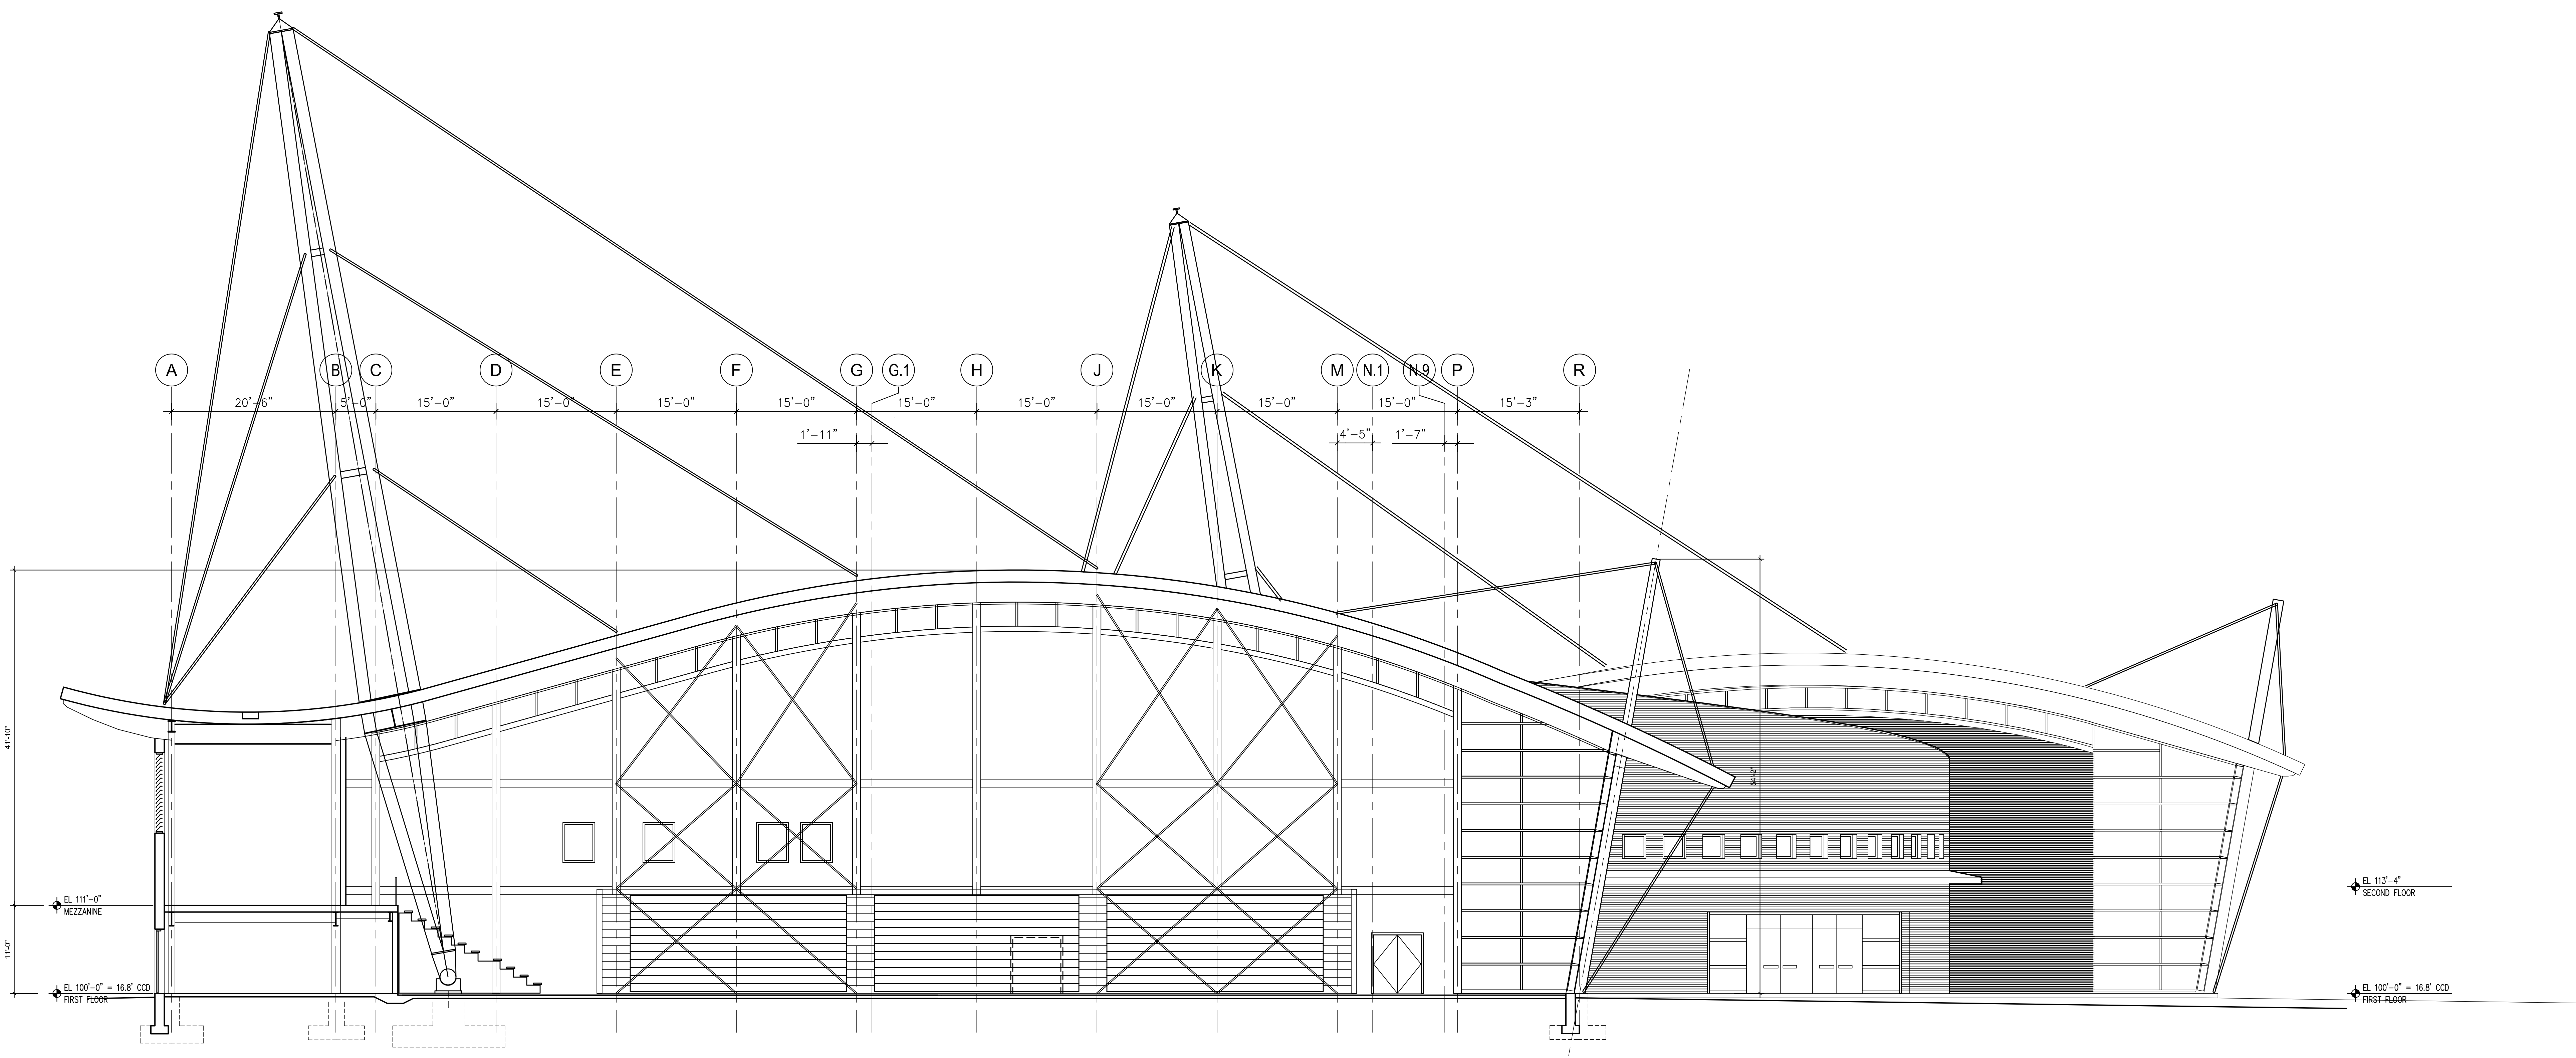 A B C D E F G G.1 H J K M N.1 N.9 P R
20'-6" 5'-0" 15'-0" 15'-0" 15'-0" 15'-0" 15'-0" 15'-0" 15'-0" 15'-0" 15'-0" 15'-3"
1'-11" 4'-5" 1'-7"
41'-10"
54'-2"
EL 111'-0"
MEZZANINE
EL 113'-4"
SECOND FLOOR
11'-0"
EL 100'-0" = 16.8' CCD
FIRST FLOOR
EL 100'-0" = 16.8' CCD
FIRST FLOOR